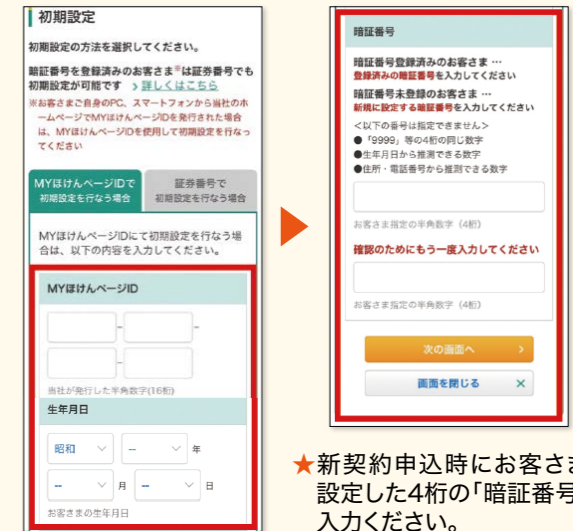 初期設定
初期設定の方法を選択してください。
暗証番号を登録済みのお客さま※は証券番号でも
初期設定が可能です >詳しくはこちら
※お客さまご自身のPC、スマートフォンから当社のホ
ームページでMYほけんページIDを発行された場合
は、MYほけんページIDを使用して初期設定を行なっ
てください
MYほけんページIDで
初期設定を行なう場合
証券番号で
初期設定を行なう場合
MYほけんページIDにて初期設定を行なう場
合は、以下の内容を入力してください。
MYほけんページID
-
-
-
当社が発行した半角数字(16桁)
生年月日
昭和
--
年
--
月
--
日
お客さまの生年月日
暗証番号
暗証番号登録済みのお客さま …
登録済みの暗証番号を入力してください
暗証番号未登録のお客さま …
新規に設定する暗証番号を入力してください
<以下の番号は指定できません>
●「9999」等の4桁の同じ数字
●生年月日から推測できる数字
●住所・電話番号から推測できる数字
お客さま指定の半角数字（4桁）
確認のためにもう一度入力してください
お客さま指定の半角数字（4桁）
次の画面へ >
画面を閉じる ×
★新契約申込時にお客さま
設定した4桁の「暗証番号
入力ください。